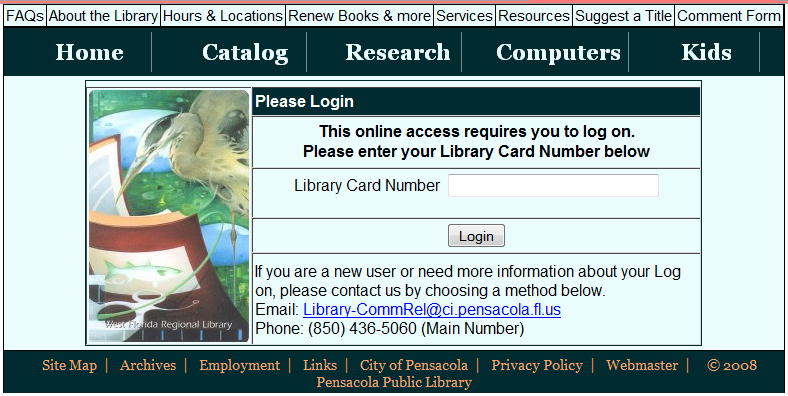 FAQs About the Library Hours & Locations Renew Books & more Services Resources Suggest a Title Comment Form
Home Catalog Research Computers Kids
Please Login
This online access requires you to log on.
Please enter your Library Card Number below
Library Card Number
Login
If you are a new user or need more information about your Log
on, please contact us by choosing a method below.
Email: Library-CommRel@ci.pensacola.fl.us
Phone: (850) 436-5060 (Main Number)
West Florida Regional Library
Site Map | Archives | Employment | Links | City of Pensacola | Privacy Policy | Webmaster | © 2008
Pensacola Public Library